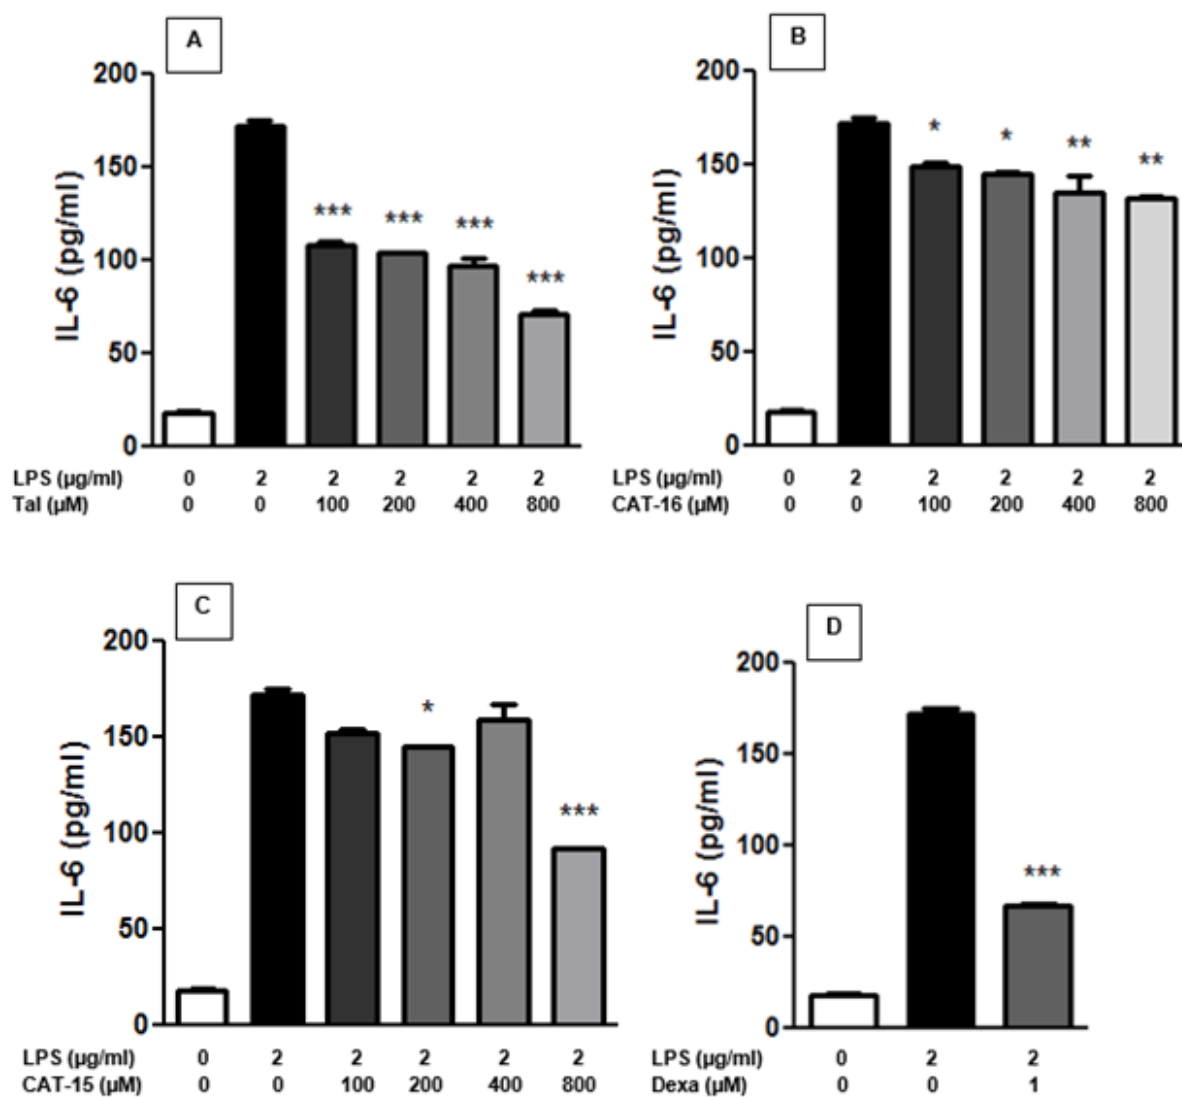 A
IL-6 (pg/ml)
200
150
100
50
0
*** *** *** ***
LPS (µg/ml) 0 2 2 2 2 2
Tal (µM) 0 0 100 200 400 800
B
IL-6 (pg/ml)
200
150
100
50
0
* * ** **
LPS (µg/ml) 0 2 2 2 2 2
CAT-16 (µM) 0 0 100 200 400 800
C
IL-6 (pg/ml)
200
150
100
50
0
* ***
LPS (µg/ml) 0 2 2 2 2 2
CAT-15 (µM) 0 0 100 200 400 800
D
IL-6 (pg/ml)
200
150
100
50
0
***
LPS (µg/ml) 0 2 2
Dexa (µM) 0 0 1